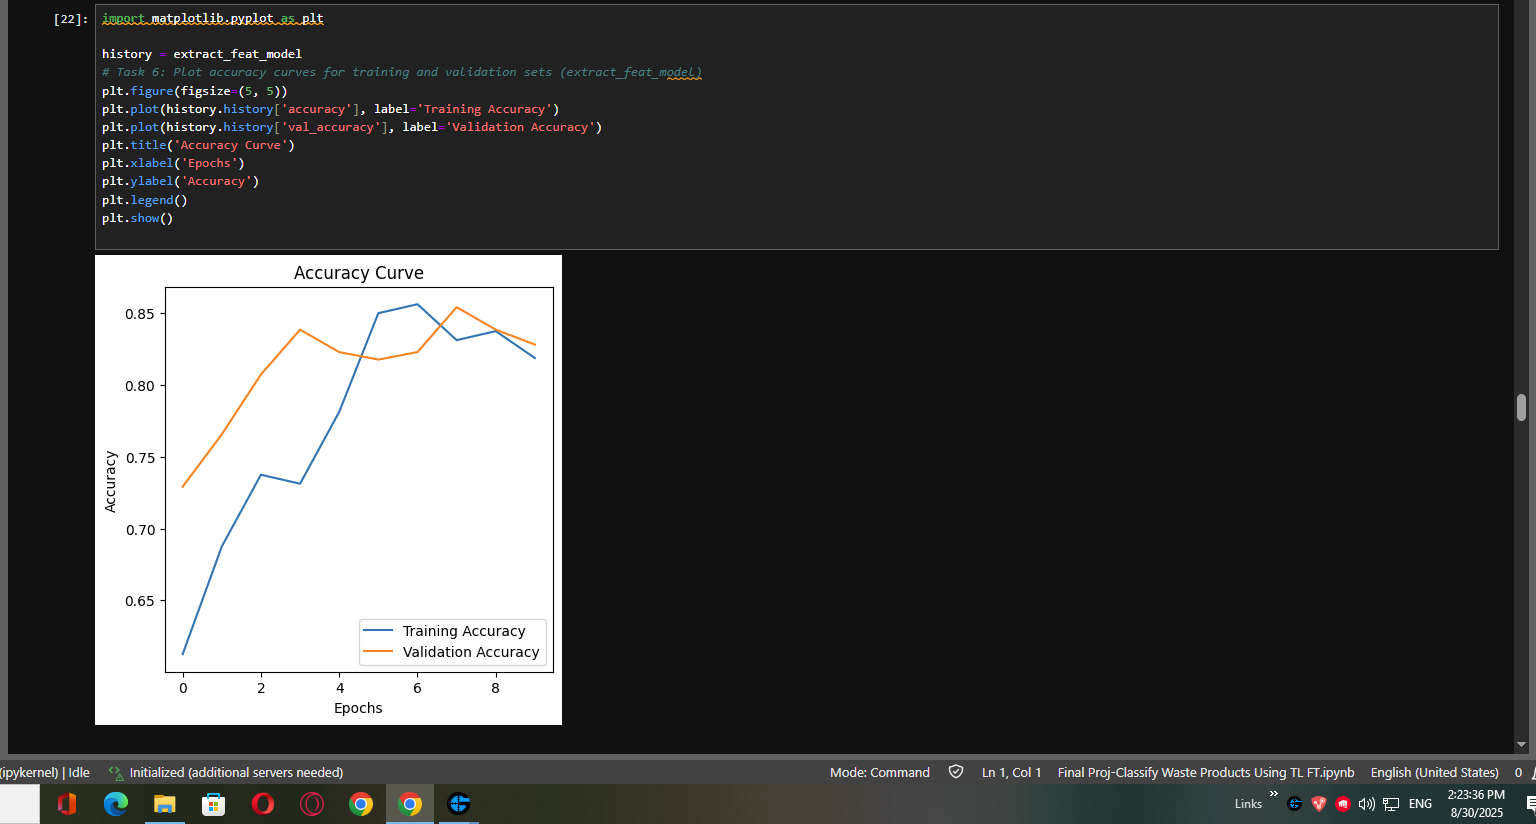 [22]:
import matplotlib.pyplot as plt
history = extract_feat_model
# Task 6: Plot accuracy curves for training and validation sets (extract_feat_model)
plt.figure(figsize=(5, 5))
plt.plot(history.history['accuracy'], label='Training Accuracy')
plt.plot(history.history['val_accuracy'], label='Validation Accuracy')
plt.title('Accuracy Curve')
plt.xlabel('Epochs')
plt.ylabel('Accuracy')
plt.legend()
plt.show()
Accuracy Curve
0.85
0.80
0.75
0.70
0.65
Accuracy
Training Accuracy
Validation Accuracy
0 2 4 6 8
Epochs
(ipykernel) | Idle Initialized (additional servers needed) Mode: Command Ln 1, Col 1 Final Proj-Classify Waste Products Using TL FT.ipynb English (United States) 0
Links ENG 2:23:36 PM
8/30/2025